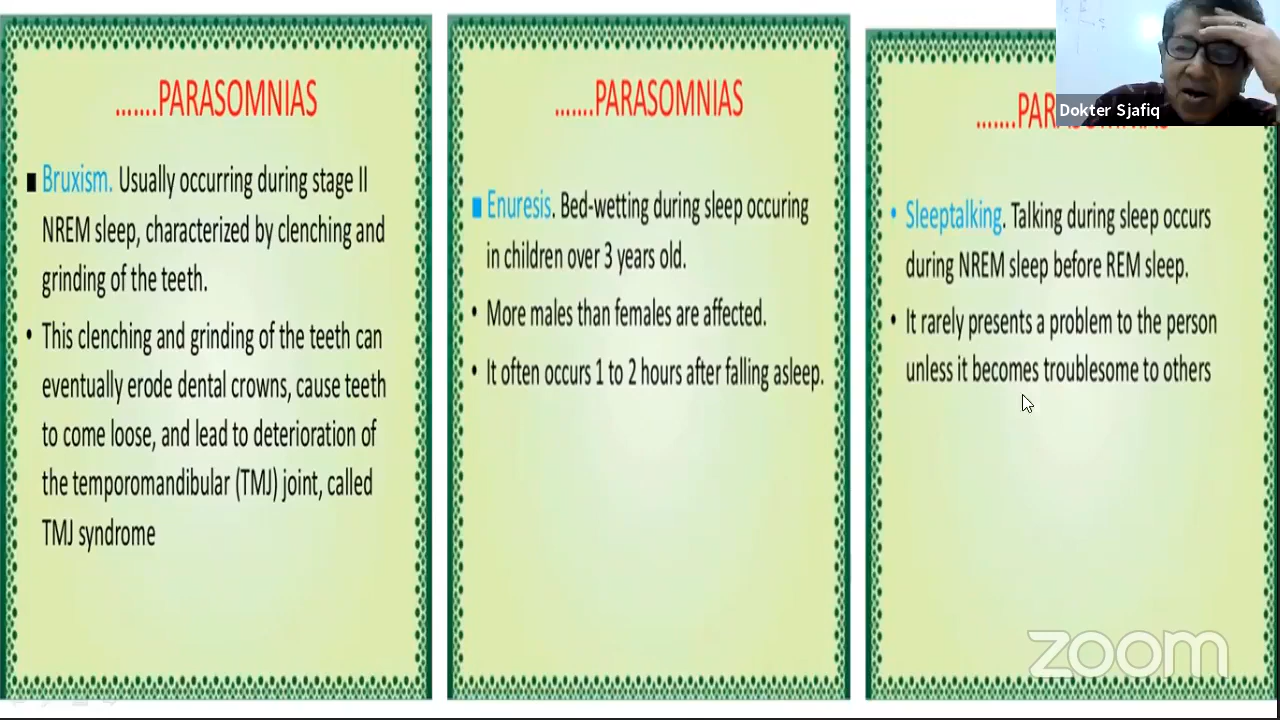 .......PARASOMNIAS
Bruxism. Usually occurring during stage II
NREM sleep, characterized by clenching and
grinding of the teeth.
• This clenching and grinding of the teeth can
eventually erode dental crowns, cause teeth
to come loose, and lead to deterioration of
the temporomandibular (TMJ) joint, called
TMJ syndrome
.......PARASOMNIAS
Enuresis. Bed-wetting during sleep occuring
in children over 3 years old.
• More males than females are affected.
• It often occurs 1 to 2 hours after falling asleep.
.......PARASOMNIAS
• Sleeptalking. Talking during sleep occurs
during NREM sleep before REM sleep.
• It rarely presents a problem to the person
unless it becomes troublesome to others
Dokter Sjafiq
zoom